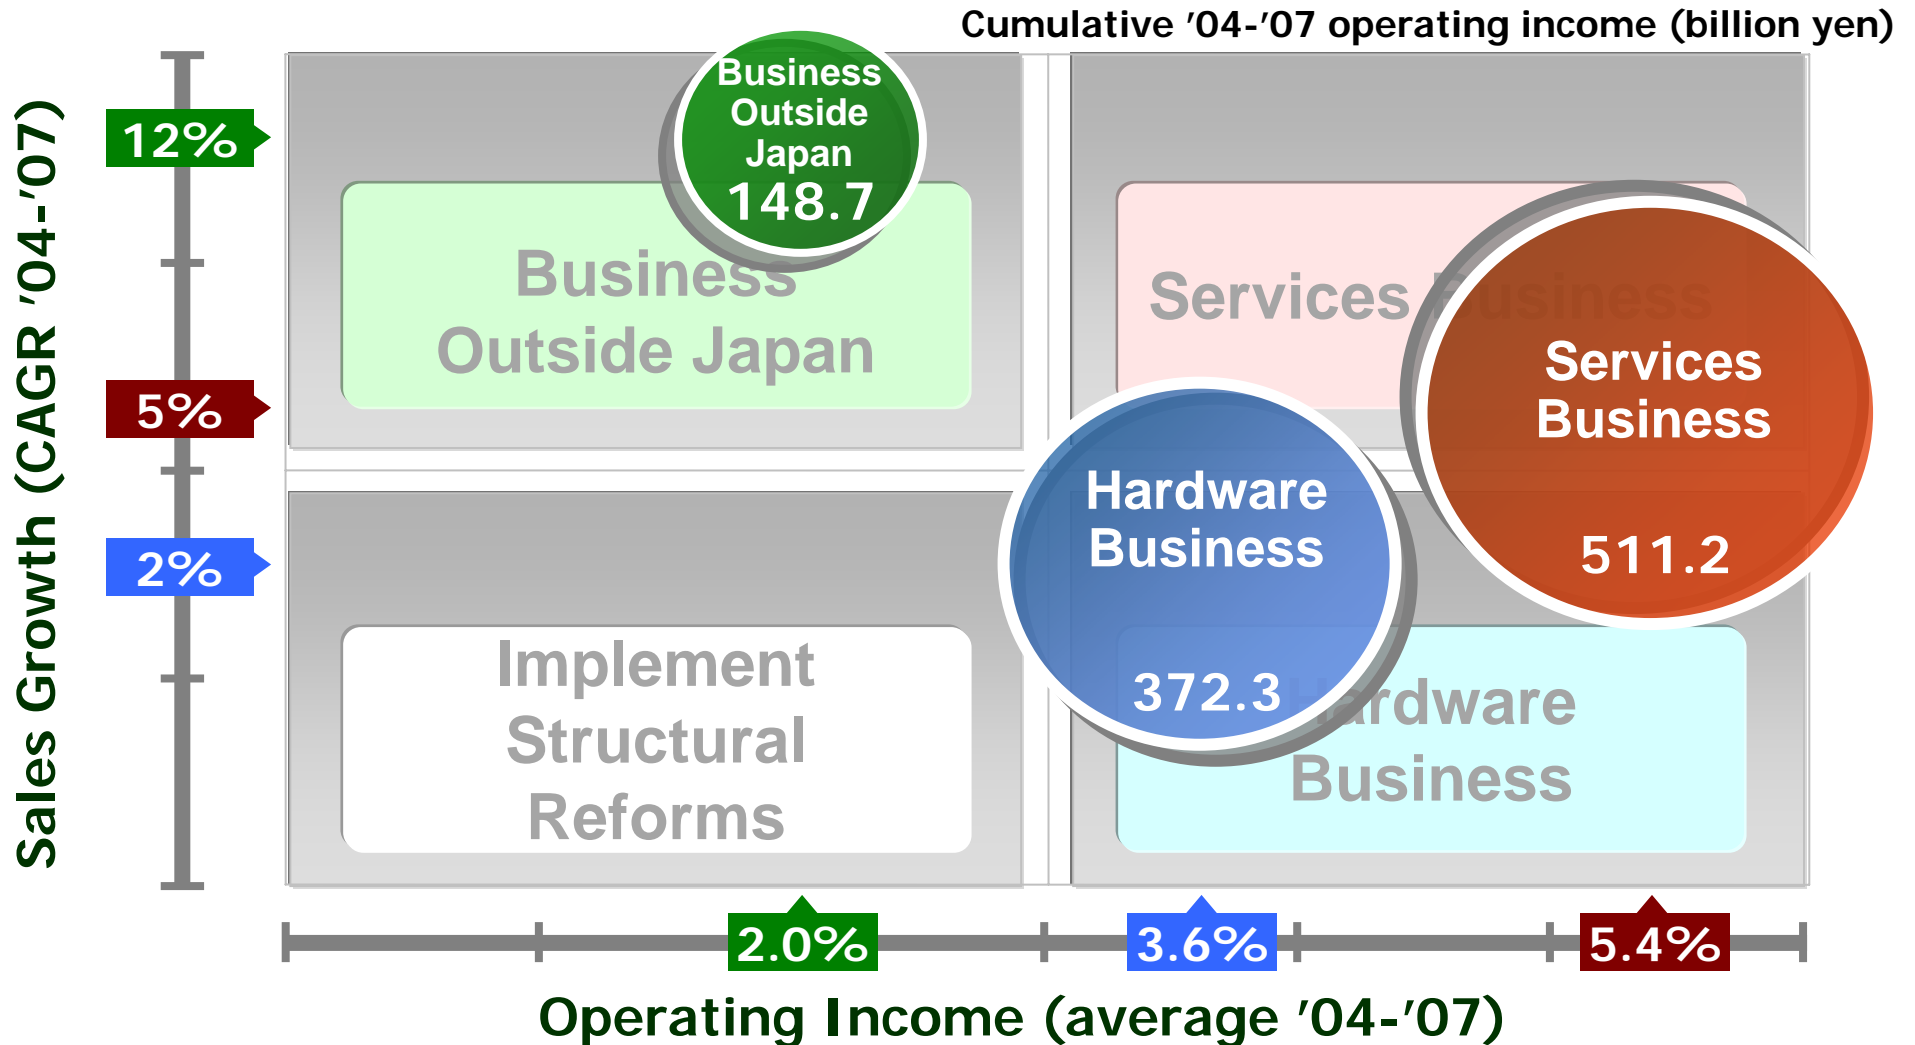 Cumulative '04-'07 operating income (billion yen)
Sales Growth (CAGR '04-'07)
12%
5%
2%
Business
Outside
Japan
148.7
Business
Outside Japan
Services Business
Services
Business
511.2
Hardware
Business
372.3
Implement
Structural
Reforms
Hardware
Business
2.0%
3.6%
5.4%
Operating Income (average '04-'07)